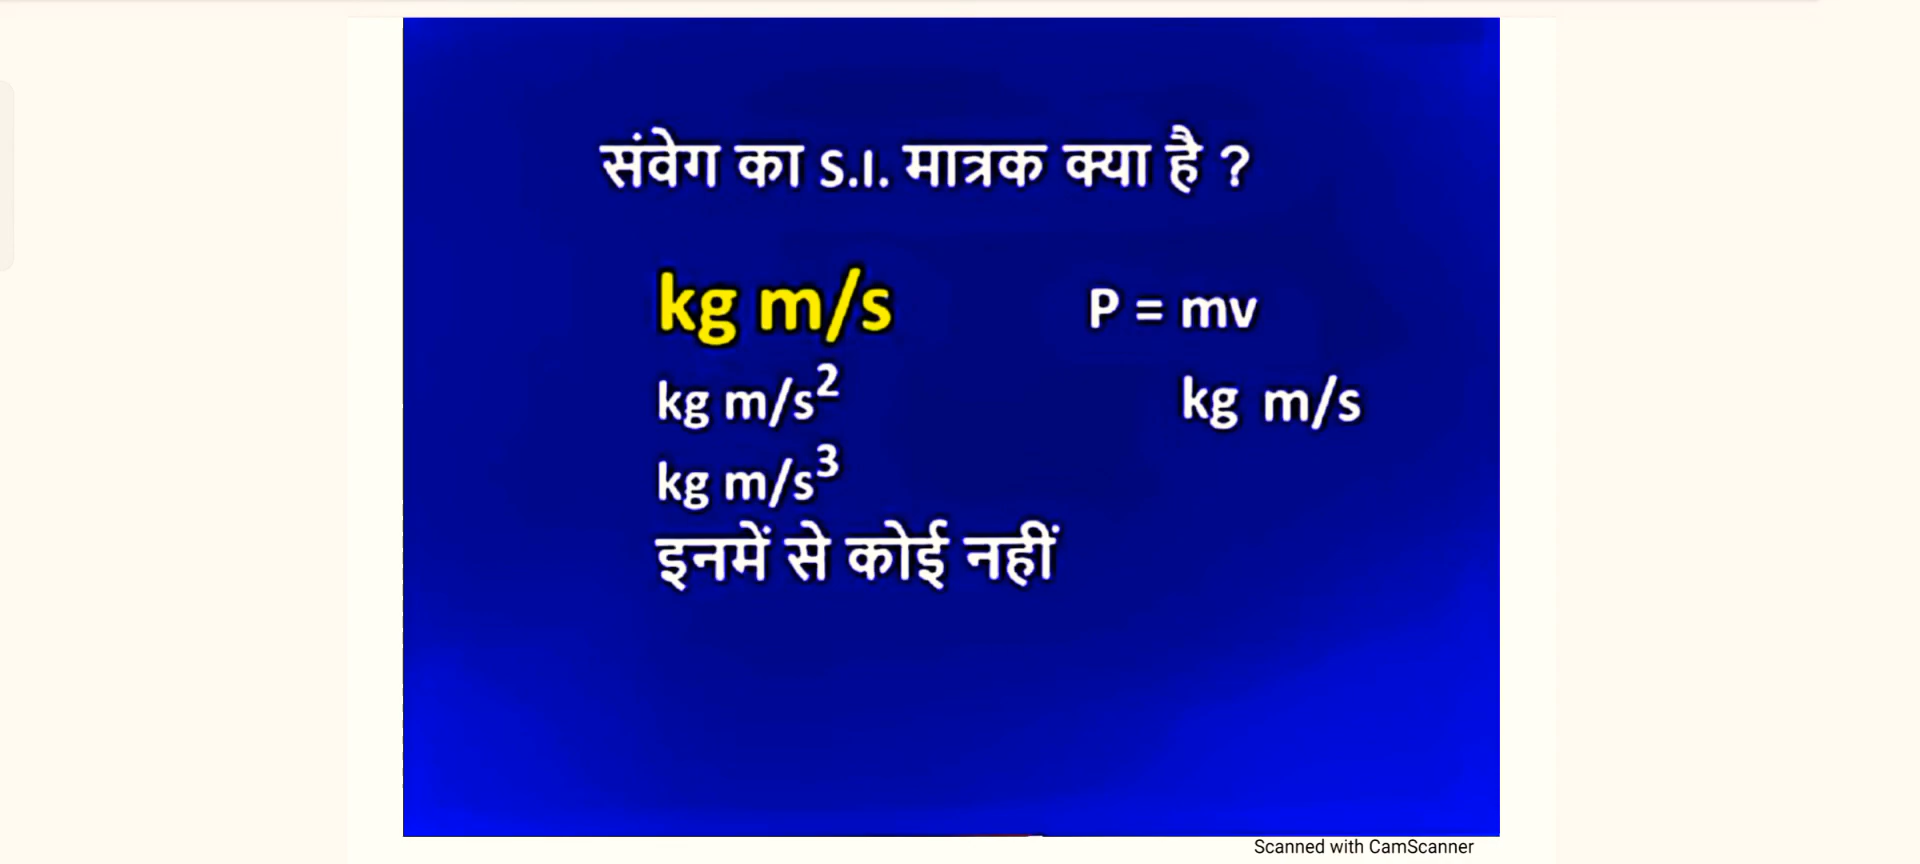 संवेग का S.I. मात्रक क्या है ?
kg m/s
P = mv
kg m/s²
kg m/s
kg m/s³
इनमें से कोई नहीं
Scanned with CamScanner